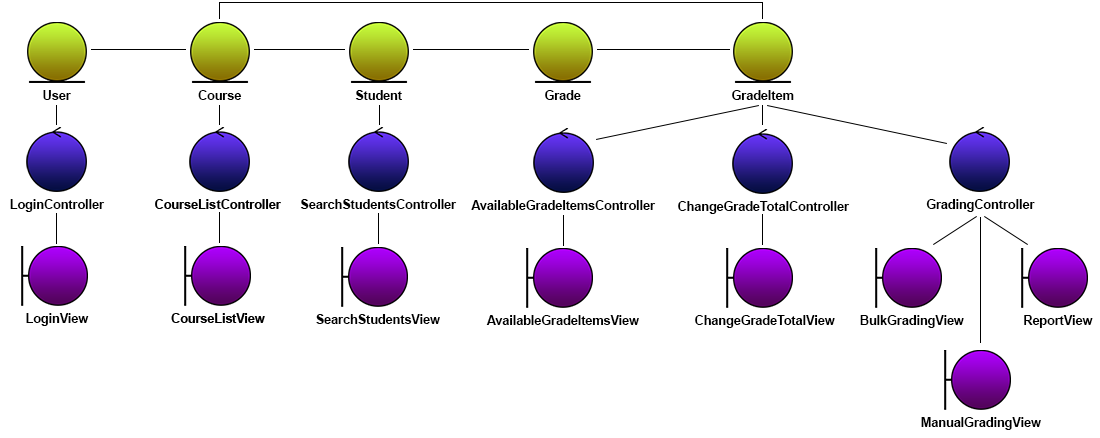 User
Course
Student
Grade
GradeItem
LoginController
CourseListController
SearchStudentsController
AvailableGradeItemsController
ChangeGradeTotalController
GradingController
LoginView
CourseListView
SearchStudentsView
AvailableGradeItemsView
ChangeGradeTotalView
BulkGradingView
ReportView
ManualGradingView